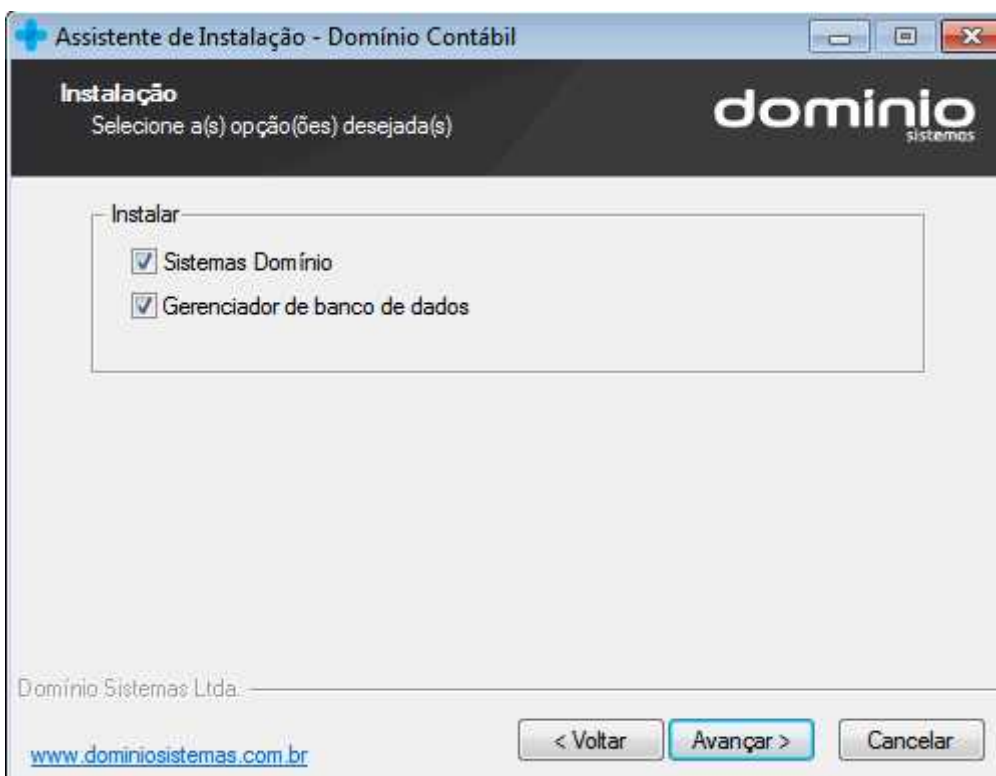 Assistente de Instalação - Domínio Contábil
Instalação
Selecione a(s) opção(ões) desejada(s)
domínio
sistemas
Instalar
Sistemas Domínio
Gerenciador de banco de dados
Domínio Sistemas Ltda.
www.dominiosistemas.com.br
< Voltar
Avançar >
Cancelar